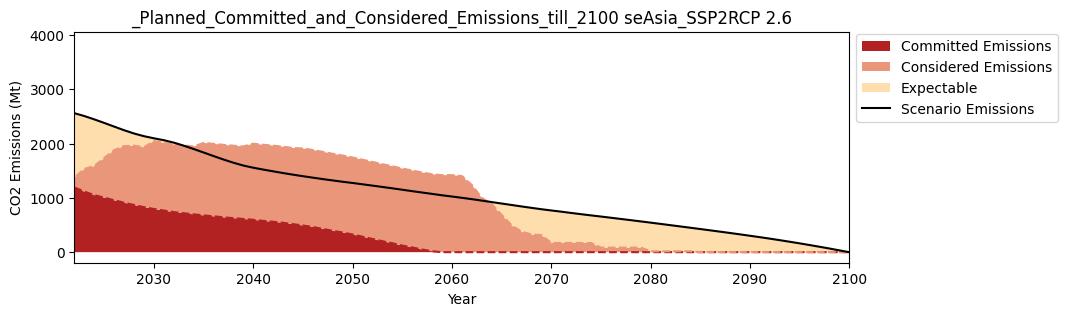 _Planned_Committed_and_Considered_Emissions_till_2100 seAsia_SSP2RCP 2.6
4000
3000
2000
1000
0
CO2 Emissions (Mt)
2030 2040 2050 2060 2070 2080 2090 2100
Year
Committed Emissions
Considered Emissions
Expectable
Scenario Emissions